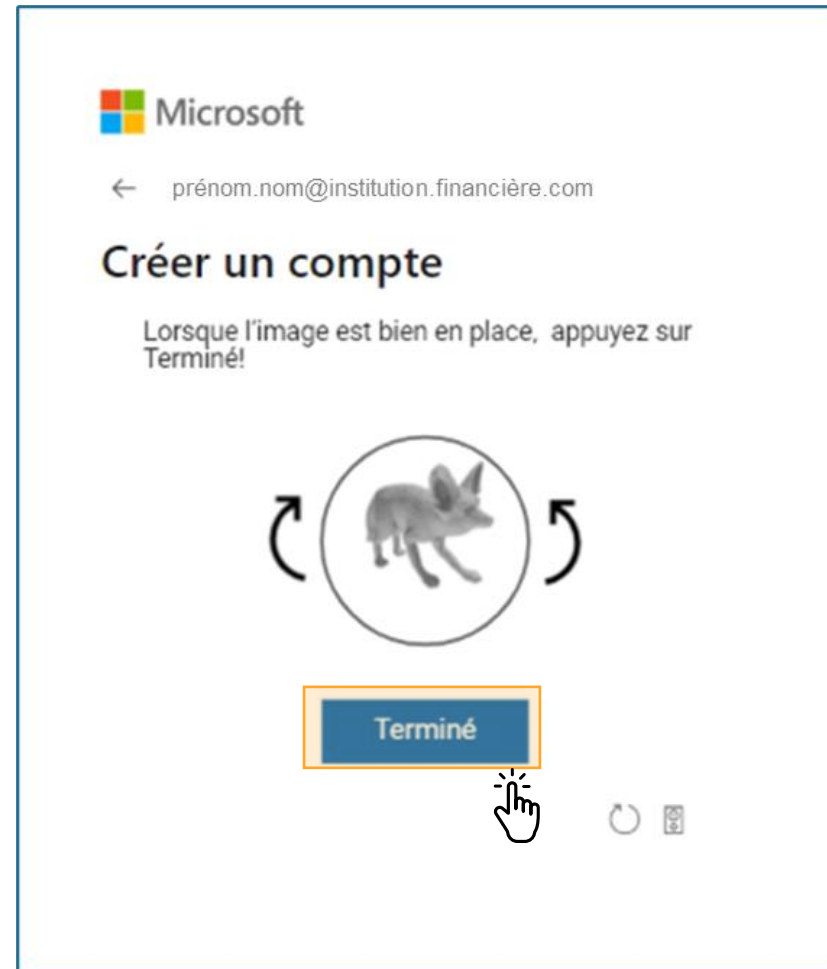 Microsoft
prénom.nom@institution.financière.com
Créer un compte
Lorsque l'image est bien en place, appuyez sur
Terminé!
Terminé